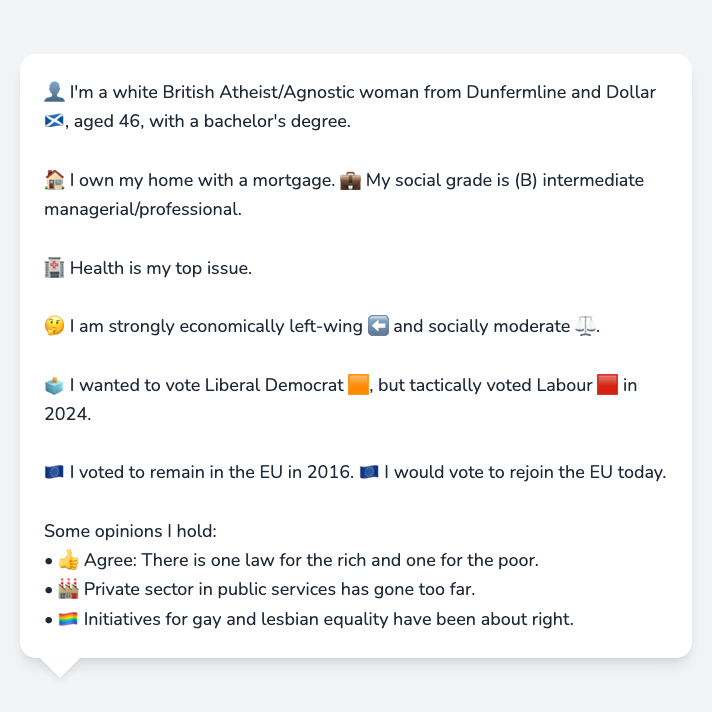 👤 I'm a white British Atheist/Agnostic woman from Dunfermline and Dollar
🏴󠁧󠁢󠁳󠁣󠁴󠁿, aged 46, with a bachelor's degree.
🏠 I own my home with a mortgage. 💼 My social grade is (B) intermediate
managerial/professional.
🏥 Health is my top issue.
🤔 I am strongly economically left-wing ⬅️ and socially moderate ⚖️.
🗳️ I wanted to vote Liberal Democrat 🟧, but tactically voted Labour 🟥 in
2024.
🇪🇺 I voted to remain in the EU in 2016. 🇪🇺 I would vote to rejoin the EU today.
Some opinions I hold:
• 👍 Agree: There is one law for the rich and one for the poor.
• 🏭 Private sector in public services has gone too far.
• 🏳️‍🌈 Initiatives for gay and lesbian equality have been about right.